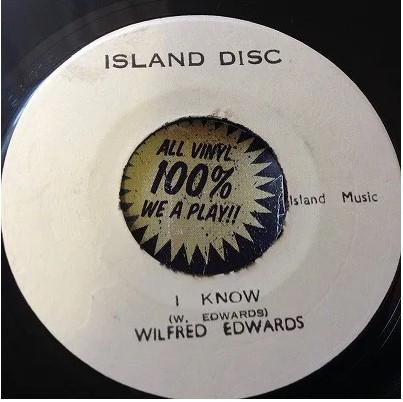 ISLAND DISC
ALL VINYL
100%
WE A PLAY!!
Island Music
I KNOW
(W. EDWARDS)
WILFRED EDWARDS